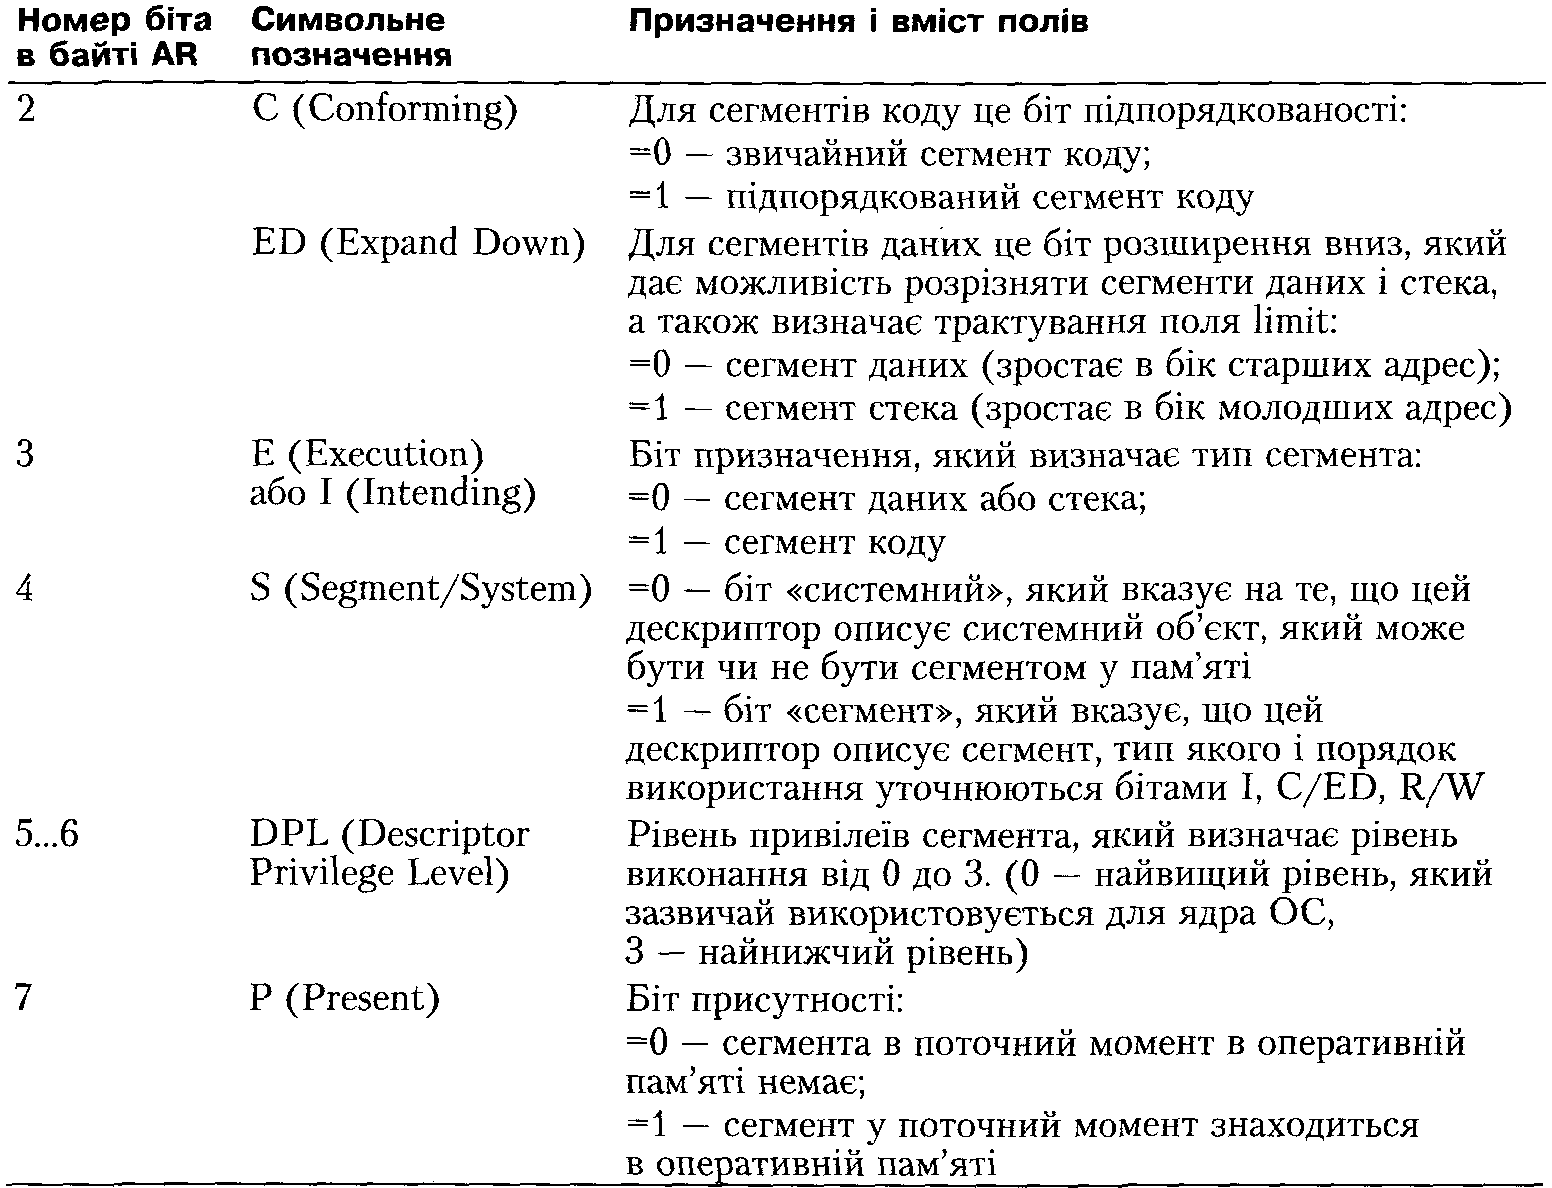 Номер біта в байті AR
Символьне позначення
Призначення і вміст полів
2
C (Conforming)
Для сегментів коду це біт підпорядкованості:
=0 — звичайний сегмент коду;
=1 — підпорядкований сегмент коду
ED (Expand Down)
Для сегментів даних це біт розширення вниз, який
дає можливість розрізняти сегменти даних і стека,
а також визначає трактування поля limit:
=0 — сегмент даних (зростає в бік старших адрес);
=1 — сегмент стека (зростає в бік молодших адрес)
3
E (Execution)
або I (Intending)
Біт призначення, який визначає тип сегмента:
=0 — сегмент даних або стека;
=1 — сегмент коду
4
S (Segment/System)
=0 — біт «системний», який вказує на те, що цей
дескриптор описує системний об’єкт, який може
бути чи не бути сегментом у пам’яті
=1 — біт «сегмент», який вказує, що цей
дескриптор описує сегмент, тип якого і порядок
використання уточнюються бітами I, C/ED, R/W
5...6
DPL (Descriptor
Privilege Level)
Рівень привілеїв сегмента, який визначає рівень
виконання від 0 до 3. (0 — найвищий рівень, який
зазвичай використовується для ядра ОС,
3 — найнижчий рівень)
7
P (Present)
Біт присутності:
=0 — сегмента в поточний момент в оперативній
пам’яті немає;
=1 — сегмент у поточний момент знаходиться
в оперативній пам’яті